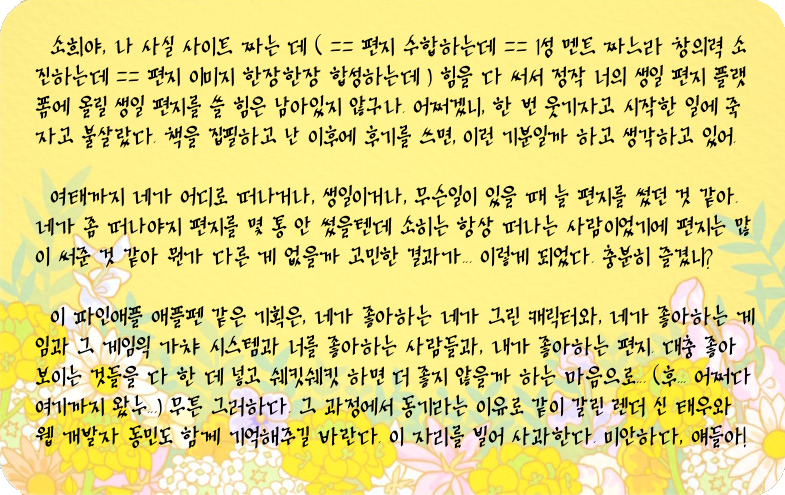 소희야, 나 사실 사이트 짜는 데 ( == 편지 수합하는데 == 1성 멘트 짜느라 창의력 소
진하는데 == 편지 이미지 한장한장 합성하는데 ) 힘을 다 써서 정작 너의 생일 편지 플랫
폼에 올릴 생일 편지를 쓸 힘은 남아있지 않구나. 어쩌겠니, 한 번 웃기자고 시작한 일에 죽
자고 불살랐다. 책을 집필하고 난 이후에 후기를 쓰면, 이런 기분일까 하고 생각하고 있어.
여태까지 네가 어디로 떠나거나, 생일이거나, 무슨일이 있을 때 늘 편지를 썼던 것 같아.
네가 좀 떠나야지 편지를 몇 통 안 썼을텐데 소희는 항상 떠나는 사람이었기에 편지는 많
이 써준 것 같아 뭔가 다른 게 없을까 고민한 결과가... 이렇게 되었다. 충분히 즐겼니?
이 파인애플 애플펜 같은 기획은, 네가 좋아하는 네가 그린 캐릭터와, 네가 좋아하는 게
임과 그 게임의 가챠 시스템과 너를 좋아하는 사람들과, 내가 좋아하는 편지. 대충 좋아
보이는 것들을 다 한 데 넣고 쉐킷쉐킷 하면 더 좋지 않을까 하는 마음으로... (후... 어쩌다
여기까지 왔누...) 무튼 그러하다. 그 과정에서 동기라는 이유로 같이 갈린 렌더 신 태우와
웹 개발자 동민도 함께 기억해주길 바란다. 이 자리를 빌어 사과한다. 미안하다, 얘들아!